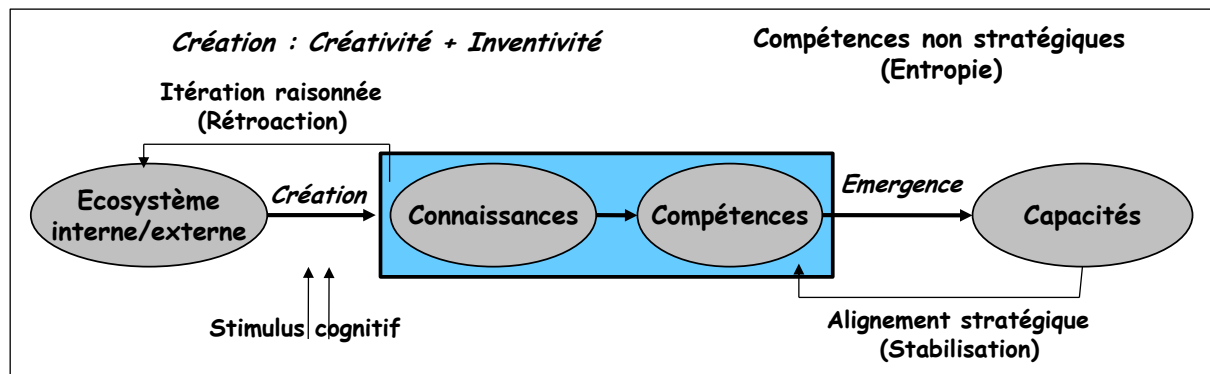 Création : Créativité + Inventivité
Compétences non stratégiques
(Entropie)
Itération raisonnée
(Rétroaction)
Ecosystème
interne/externe
Création
Connaissances
Compétences
Emergence
Capacités
Stimulus cognitif
Alignement stratégique
(Stabilisation)